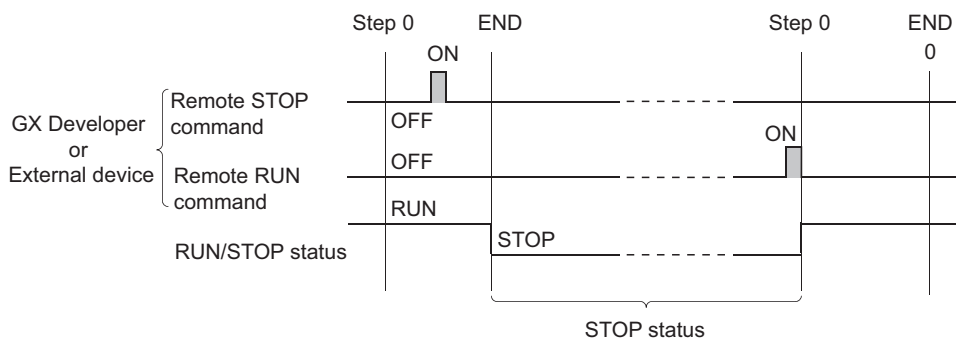 Step 0 END Step 0 END
0
ON
Remote STOP
command
OFF
GX Developer
or
External device
ON
OFF
Remote RUN
command
RUN
RUN/STOP status
STOP
STOP status